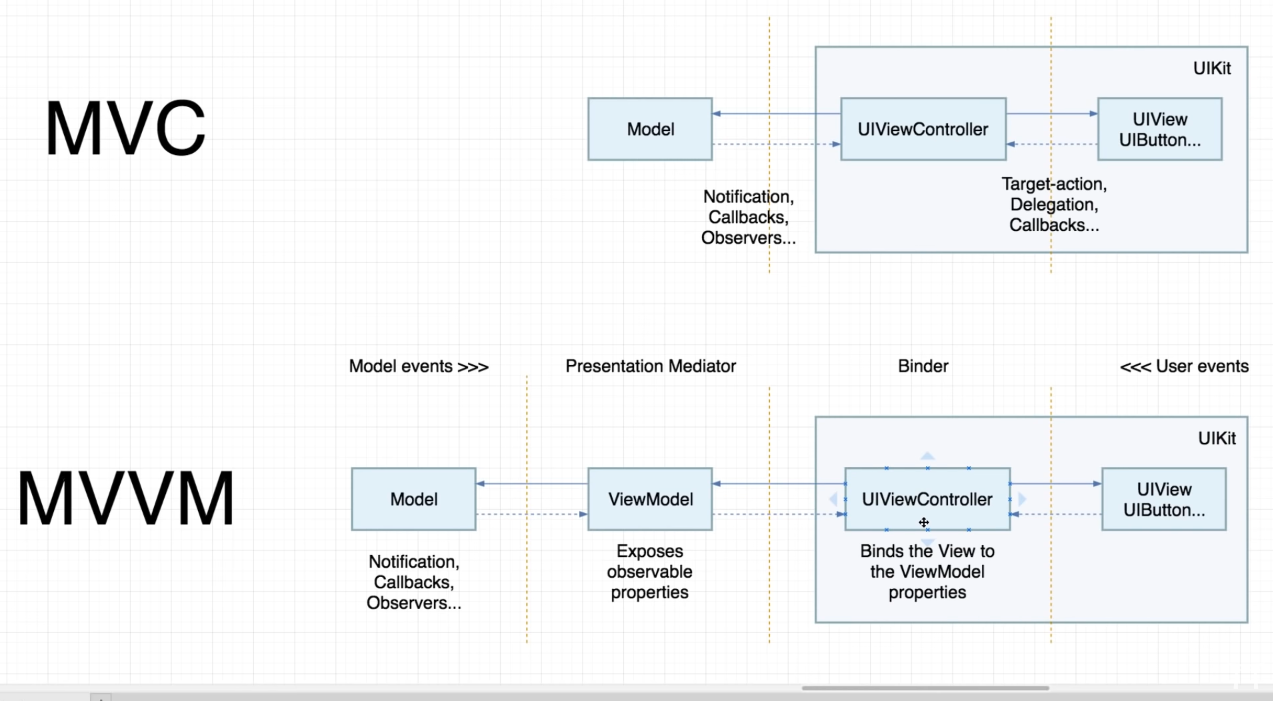 MVC
UIKit
Model
UIViewController
UIView
UIButton...
Notification,
Callbacks,
Observers...
Target-action,
Delegation,
Callbacks...
Model events >>>
Presentation Mediator
Binder
<<< User events
MVVM
UIKit
Model
ViewModel
UIViewController
UIView
UIButton...
Notification,
Callbacks,
Observers...
Exposes
observable
properties
Binds the View to
the ViewModel
properties